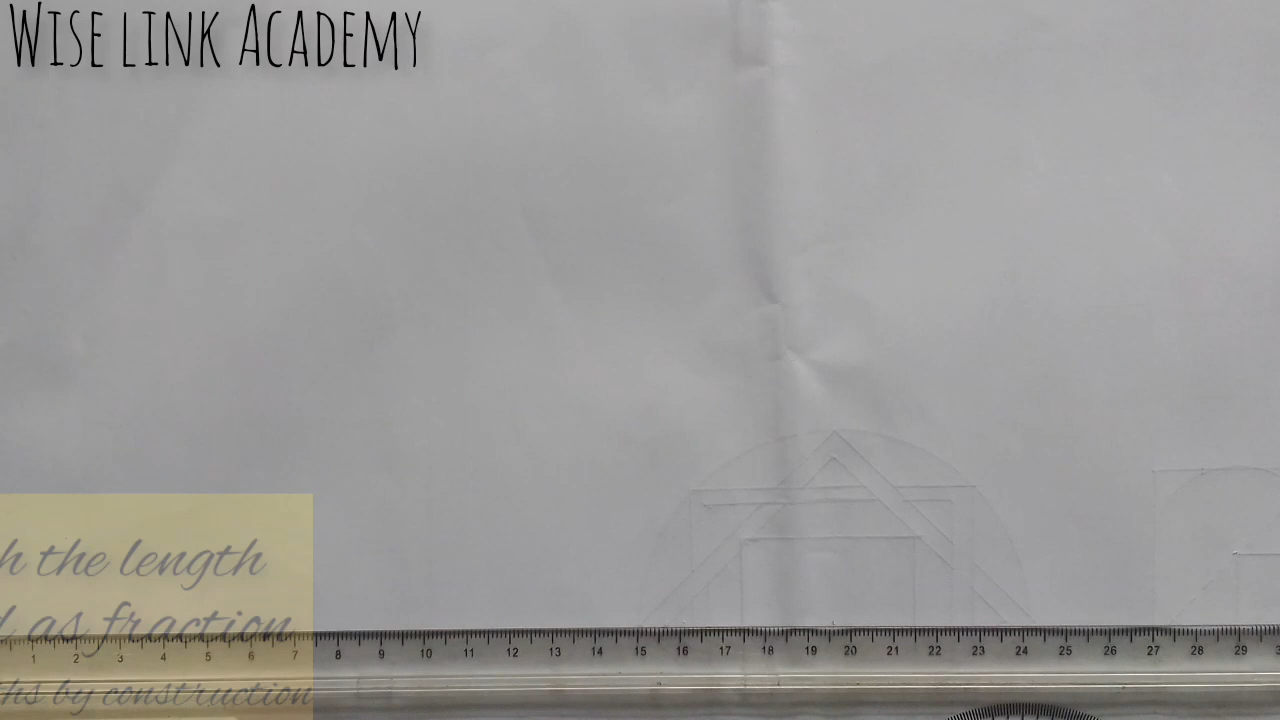 WISE LINK ACADEMY
h the length
d as fraction
1 2 3 4 5 6 7 8 9 10 11 12 13 14 15 16 17 18 19 20 21 22 23 24 25 26 27 28 29
ths by construction